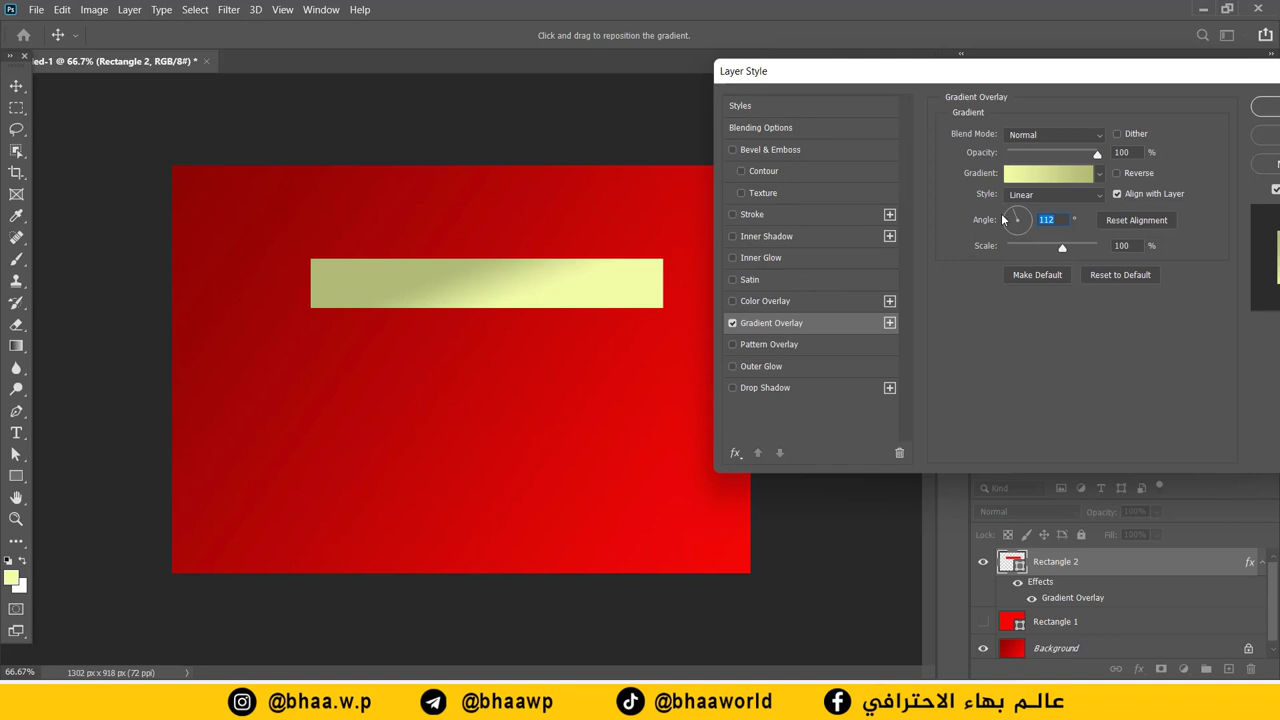 Ps File Edit Image Layer Type Select Filter 3D View Window Help
Click and drag to reposition the gradient.
led-1 @ 66.7% (Rectangle 2, RGB/8#) *
Layer Style
Styles
Blending Options
Bevel & Emboss
Contour
Texture
Stroke
Inner Shadow
Inner Glow
Satin
Color Overlay
Gradient Overlay
Pattern Overlay
Outer Glow
Drop Shadow
fx
Gradient Overlay
Gradient
Blend Mode: Normal Dither
Opacity: 100 %
Gradient: Reverse
Style: Linear Align with Layer
Angle: 112 ° Reset Alignment
Scale: 100 %
Make Default Reset to Default
Kind
Normal Opacity: 100%
Lock: Fill: 100%
Rectangle 2 fx
Effects
Gradient Overlay
Rectangle 1
Background
66.67% 1302 px x 918 px (72 ppi)
@bhaa.w.p @bhaawp @bhaaworld عالم بهاء الاحترافي